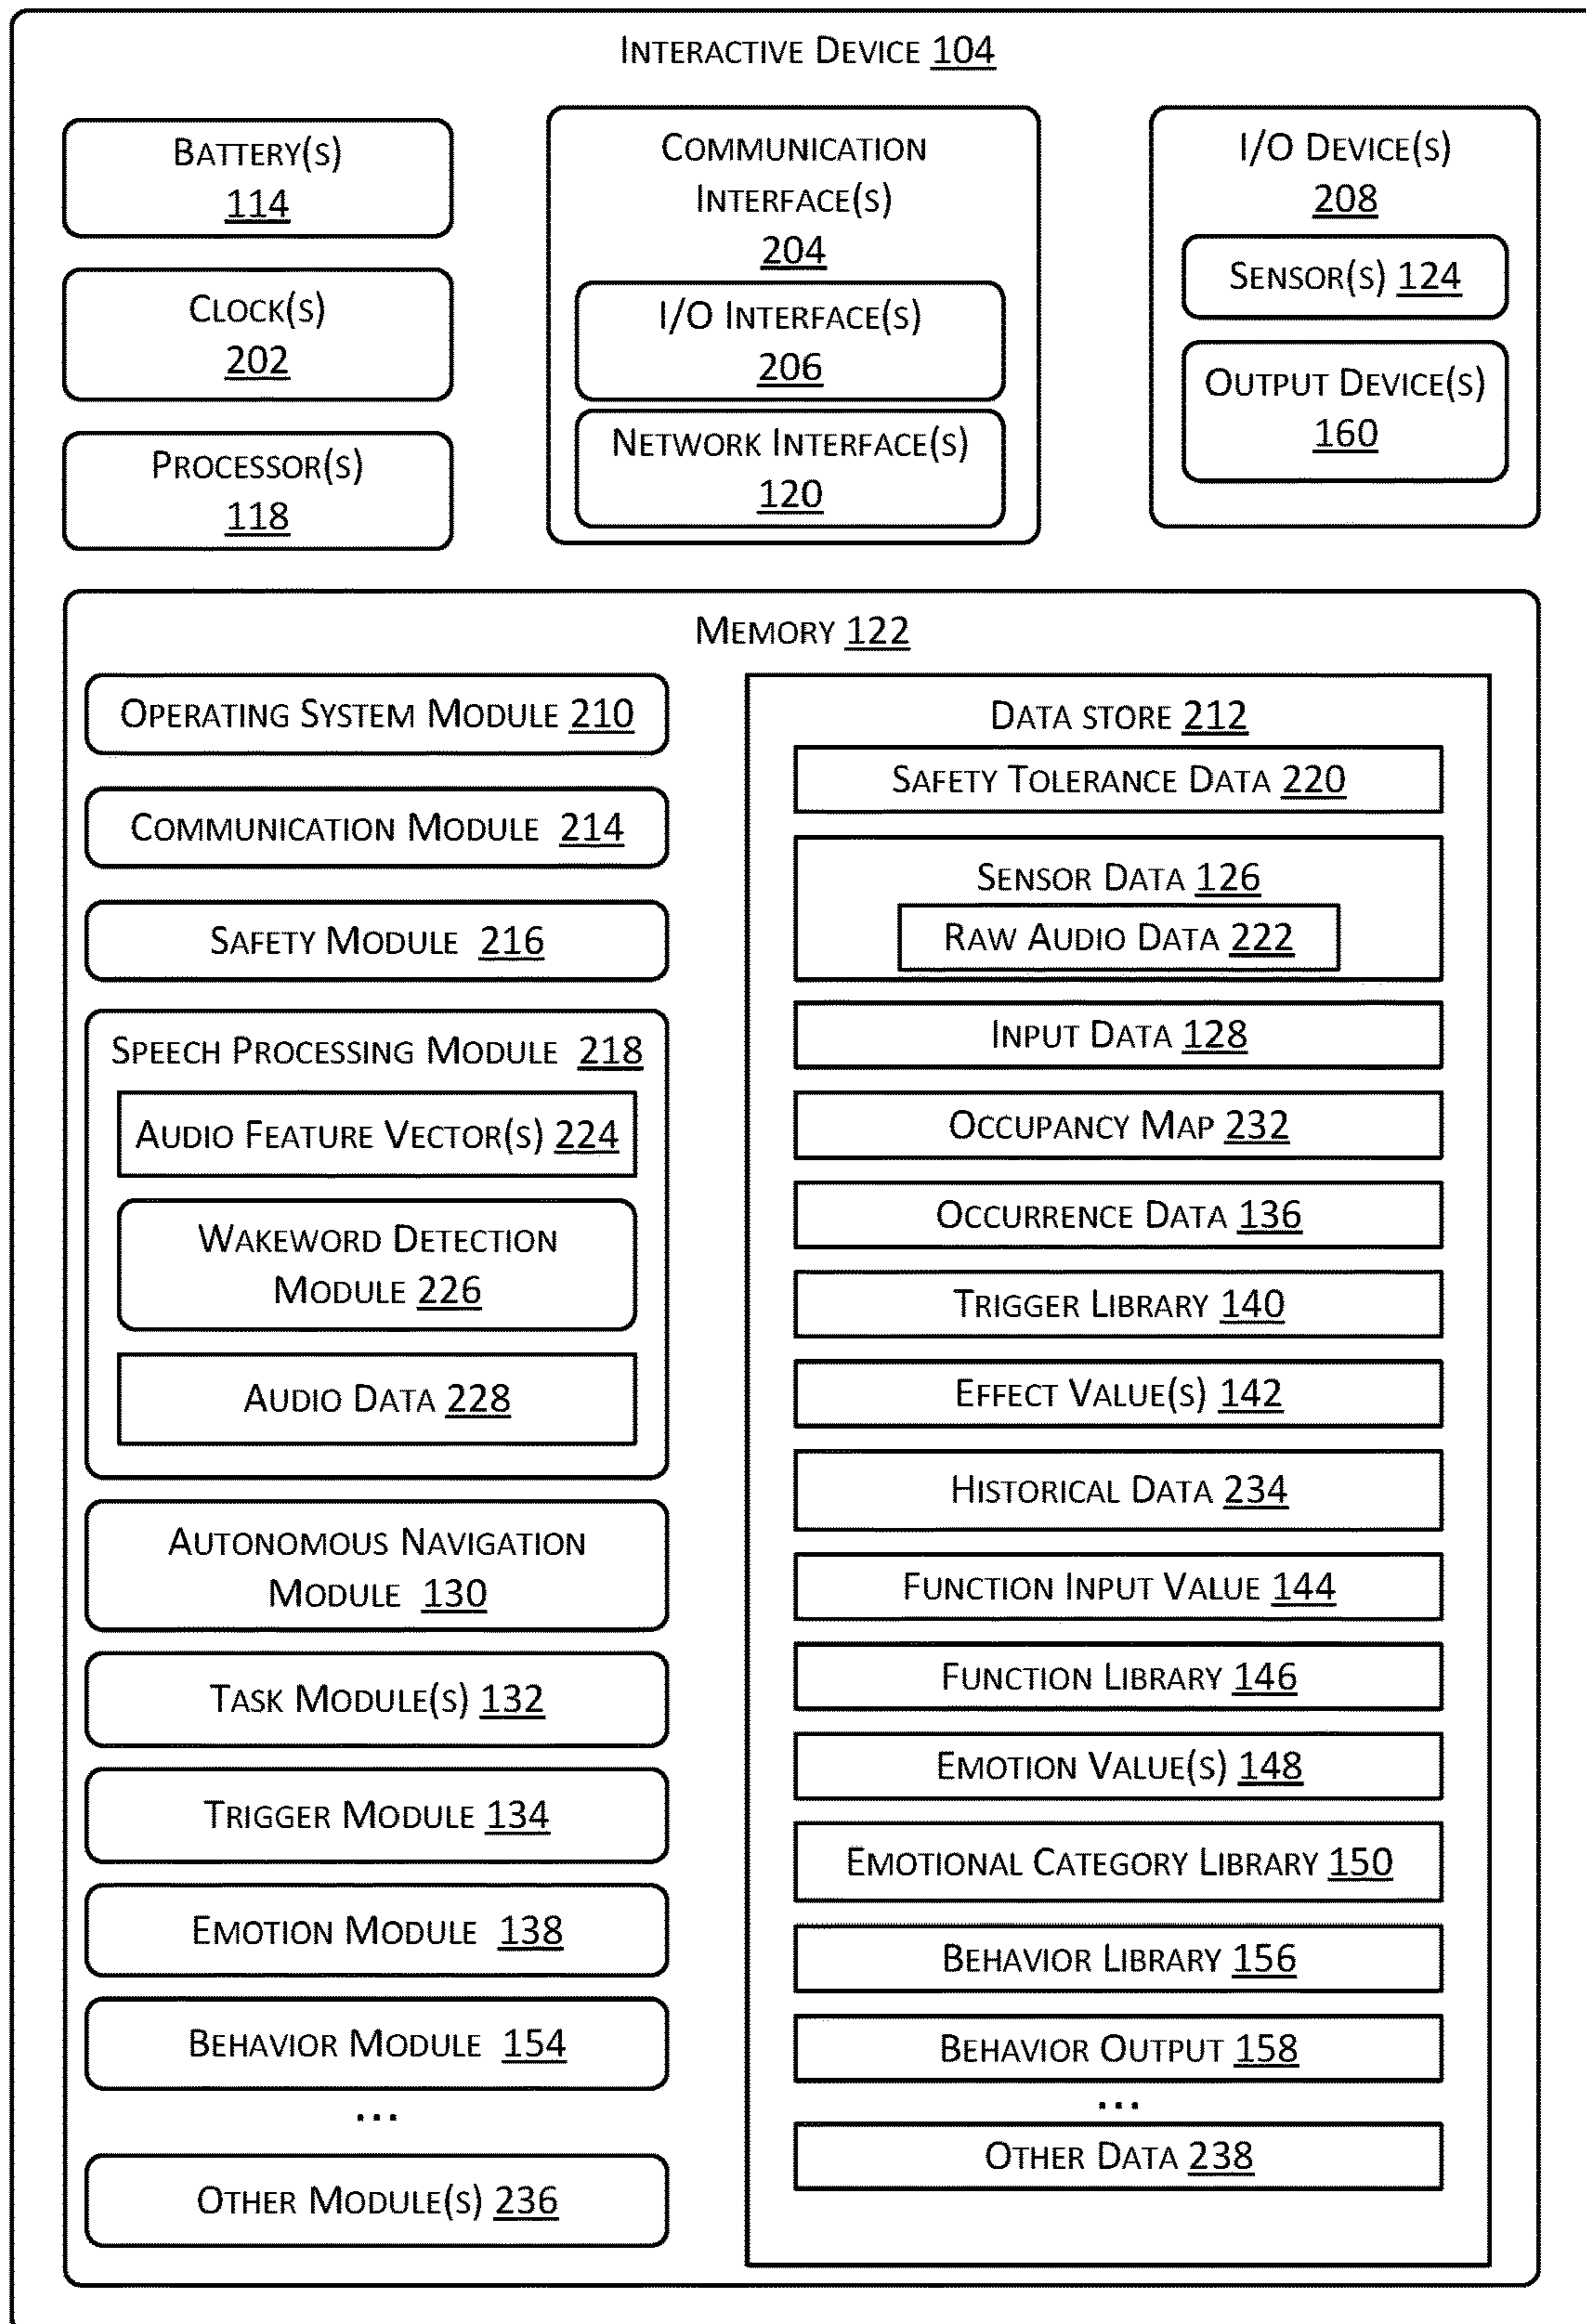 INTERACTIVE DEVICE 104
BATTERY(S)
114
CLOCK(S)
202
PROCESSOR(S)
118
COMMUNICATION
INTERFACE(S)
204
I/O INTERFACE(S)
206
NETWORK INTERFACE(S)
120
I/O DEVICE(S)
208
SENSOR(S) 124
OUTPUT DEVICE(S)
160
MEMORY 122
OPERATING SYSTEM MODULE 210
COMMUNICATION MODULE 214
SAFETY MODULE 216
SPEECH PROCESSING MODULE 218
AUDIO FEATURE VECTOR(S) 224
WAKEWORD DETECTION
MODULE 226
AUDIO DATA 228
AUTONOMOUS NAVIGATION
MODULE 130
TASK MODULE(S) 132
TRIGGER MODULE 134
EMOTION MODULE 138
BEHAVIOR MODULE 154
...
OTHER MODULE(S) 236
DATA STORE 212
SAFETY TOLERANCE DATA 220
SENSOR DATA 126
RAW AUDIO DATA 222
INPUT DATA 128
OCCUPANCY MAP 232
OCCURRENCE DATA 136
TRIGGER LIBRARY 140
EFFECT VALUE(S) 142
HISTORICAL DATA 234
FUNCTION INPUT VALUE 144
FUNCTION LIBRARY 146
EMOTION VALUE(S) 148
EMOTIONAL CATEGORY LIBRARY 150
BEHAVIOR LIBRARY 156
BEHAVIOR OUTPUT 158
...
OTHER DATA 238